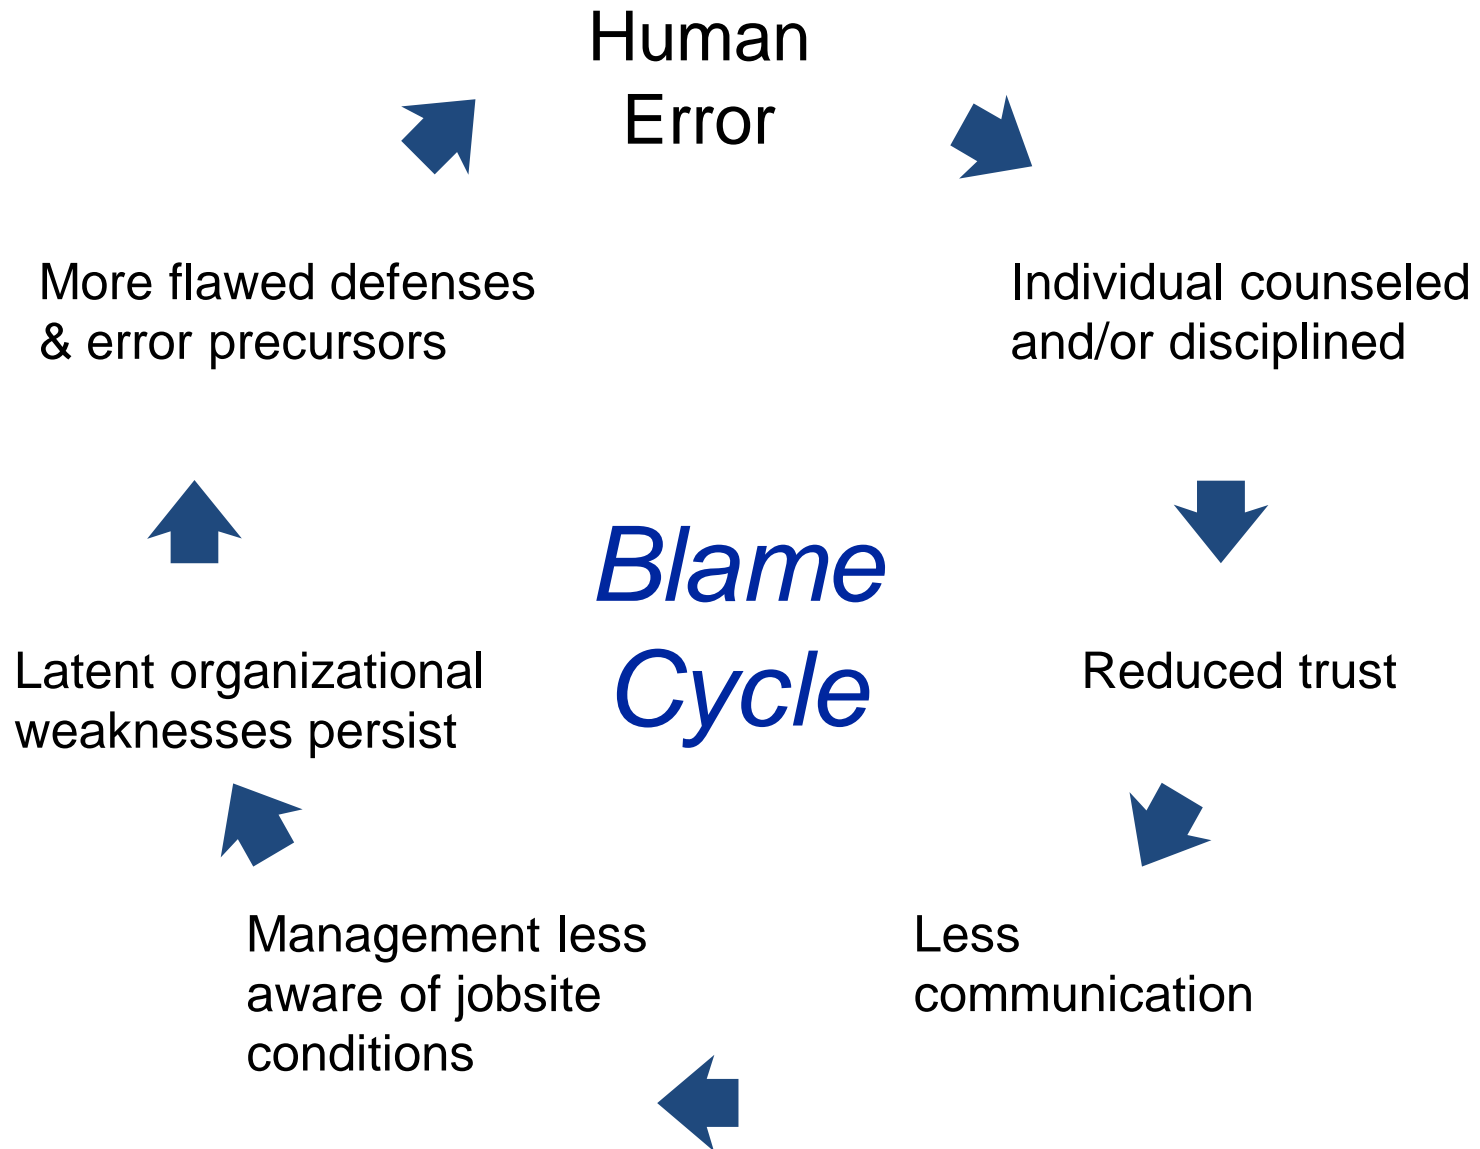 Human
Error
Individual counseled
and/or disciplined
Reduced trust
Less
communication
Management less
aware of jobsite
conditions
Latent organizational
weaknesses persist
More flawed defenses
& error precursors
Blame
Cycle